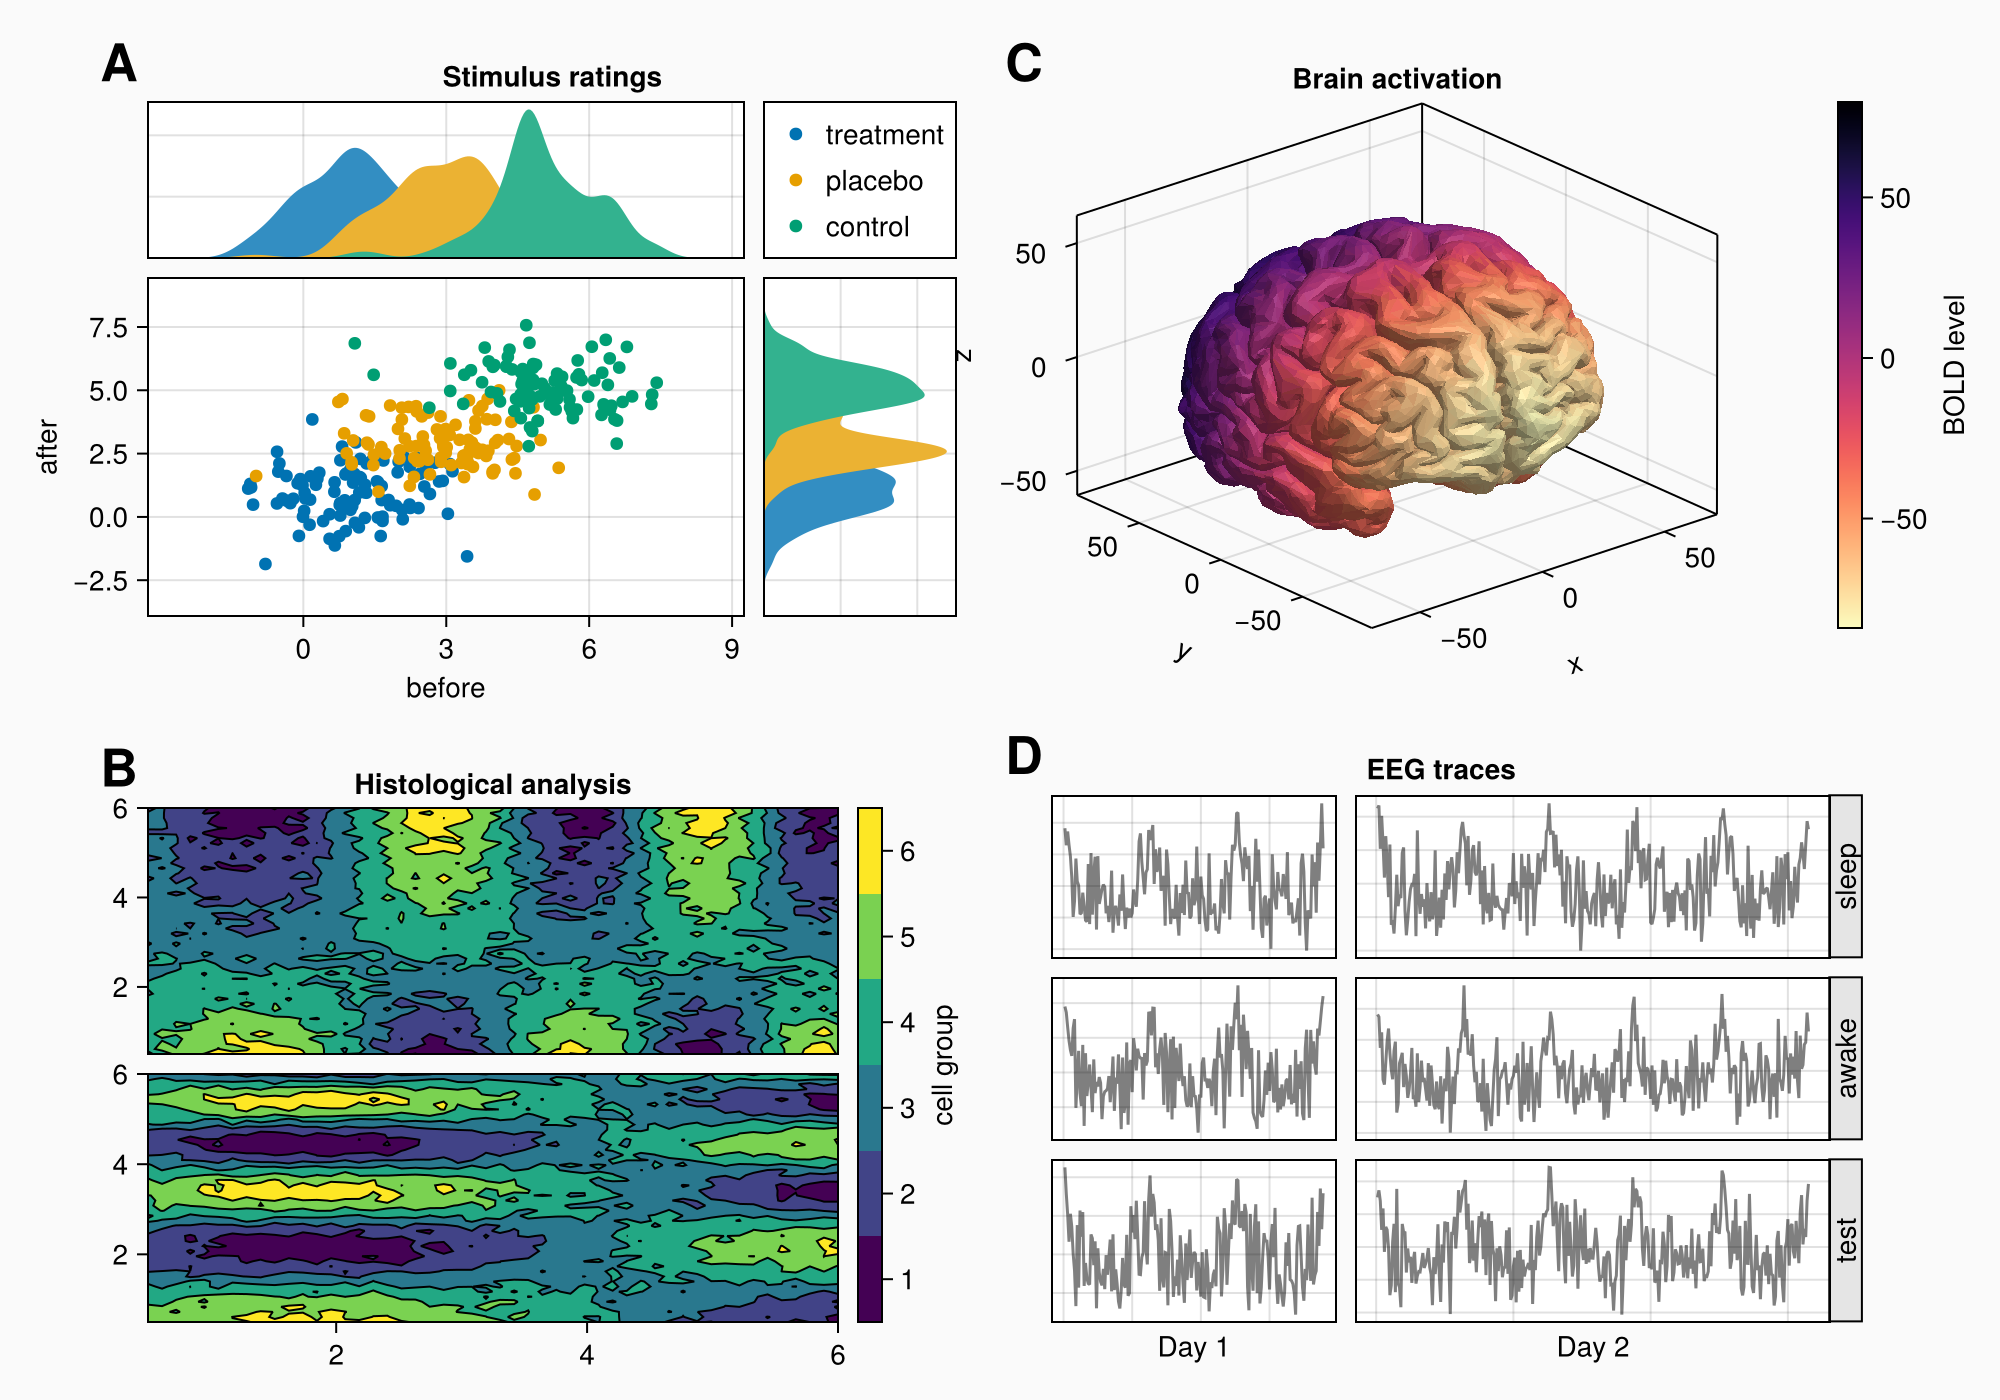 A
Stimulus ratings
treatment
placebo
control
7.5
5.0
2.5
0.0
−2.5
after
0
3
6
9
before
C
Brain activation
50
0
−50
z
50
0
−50
y
−50
0
50
x
50
0
−50
BOLD level
B
Histological analysis
6
4
2
6
4
2
2
4
6
6
5
4
3
2
1
cell group
D
EEG traces
sleep
awake
test
Day 1
Day 2